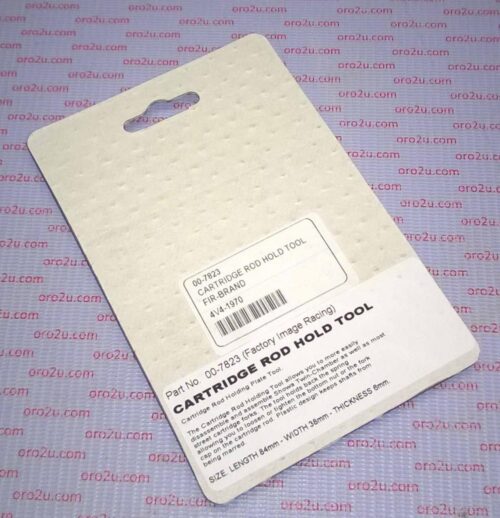 00-7823
CARTRIDGE ROD HOLD TOOL
FIR-BRAND
4V4-1970
Part No. 00-7823 (Factory Image Racing)
CARTRIDGE ROD HOLD TOOL
Cartridge Rod Holding Plate Tool
The Cartridge Rod Holding Tool allows you to more easily
disassemble and assemble Showa Twin-Chamber as well as most
street cartridge forks. The tool holds back the spring
allowing you to loosen or tighten the bottom nut or the fork
cap on the cartridge rod. Plastic design keeps shafts from
being marred
SIZE. LENGTH 84mm - WIDTH 38mm - THICKNESS 6mm.
oro2u.com